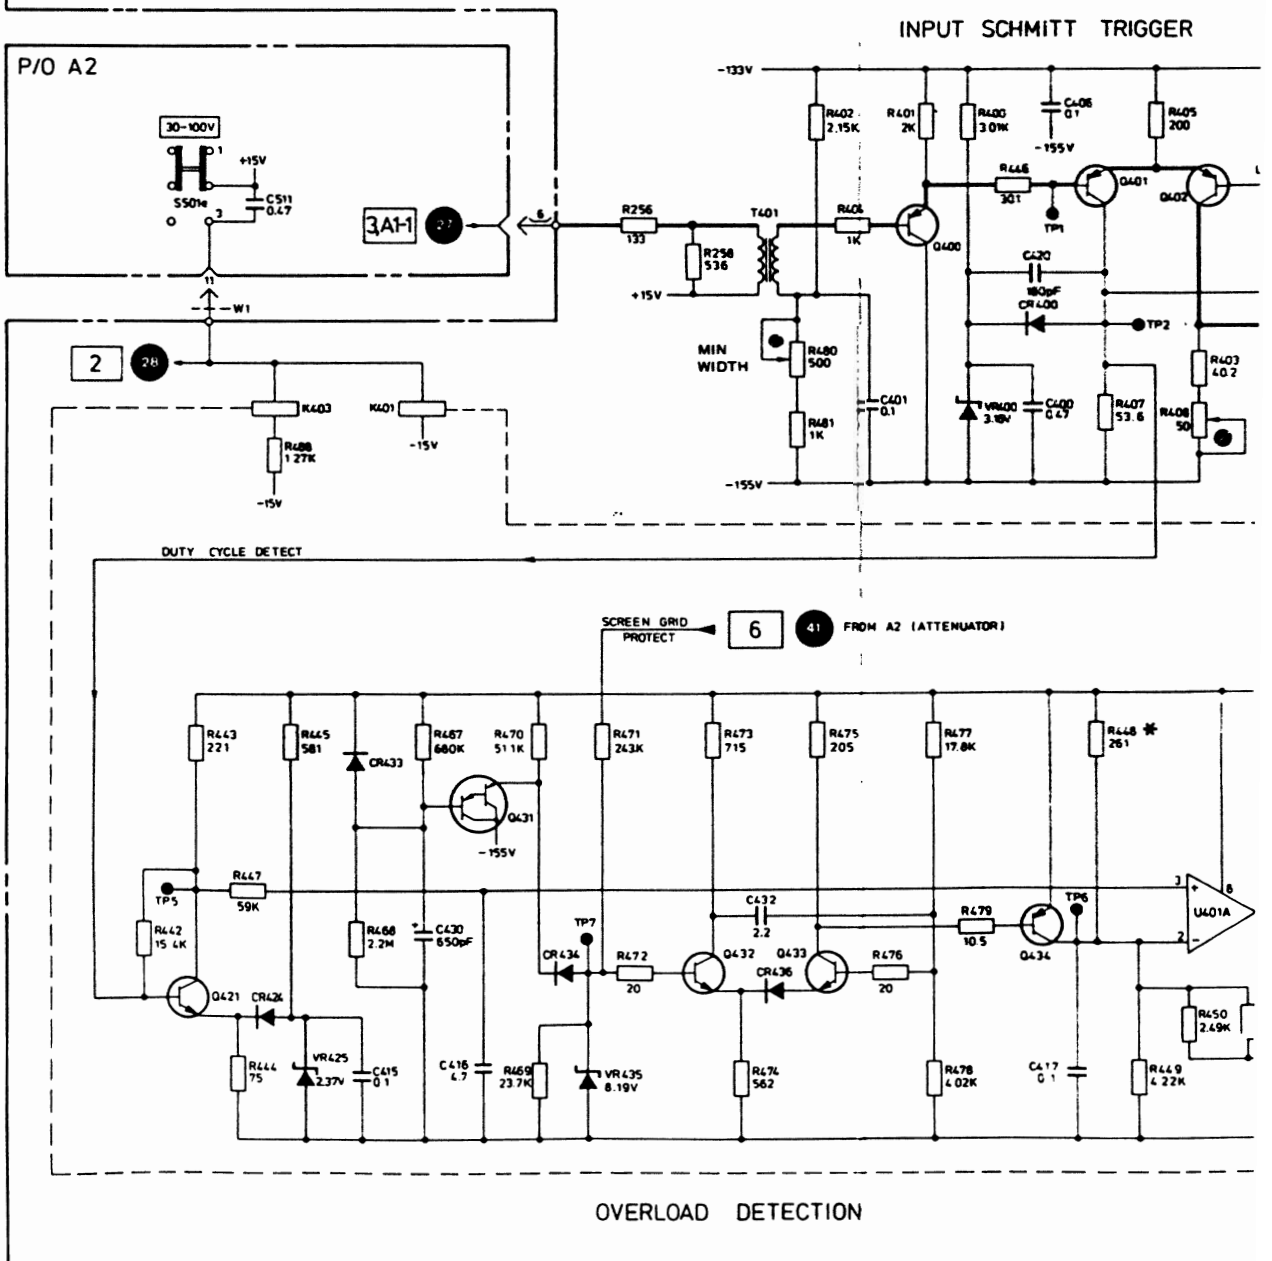 INPUT SCHMiTT TRIGGER
P/O A2
30-100V
1
+15V
S501e
C511
0.47
3
11
W1
3,A1-1
27
6
R256
133
R258
536
T401
+15V
-133V
R402
2.15K
R401
2K
R400
3.01K
C406
0.1
-155V
R405
200
R404
1K
Q400
R446
30.1
TP1
Q401
Q402
C420
160pF
CR400
TP2
MIN
WIDTH
R480
500
R481
1K
C401
0.1
VR400
3.16V
C400
0.47
R407
53.6
R403
40.2
R408
50
-155V
2
28
K403
K401
-15V
R488
1.27K
-15V
DUTY CYCLE DETECT
SCREEN GRID
PROTECT
6
41
FROM A2 (ATTENUATOR)
R443
221
R445
581
CR433
R467
680K
R470
51.1K
R471
243K
R473
715
R475
205
R477
17.8K
R448 *
261
Q431
-155V
TP5
R447
59K
R442
15.4K
Q421
CR424
R444
75
VR425
2.37V
C415
0.1
R468
2.2M
+
C430
650pF
C416
4.7
TP7
CR434
R472
20
R469
23.7K
VR435
8.19V
Q432
C432
2.2
CR436
Q433
R476
20
R474
562
R478
4.02K
R479
10.5
Q434
TP6
C417
0.1
R449
4.22K
R450
2.49K
3
+
8
U401A
2
-
OVERLOAD DETECTION